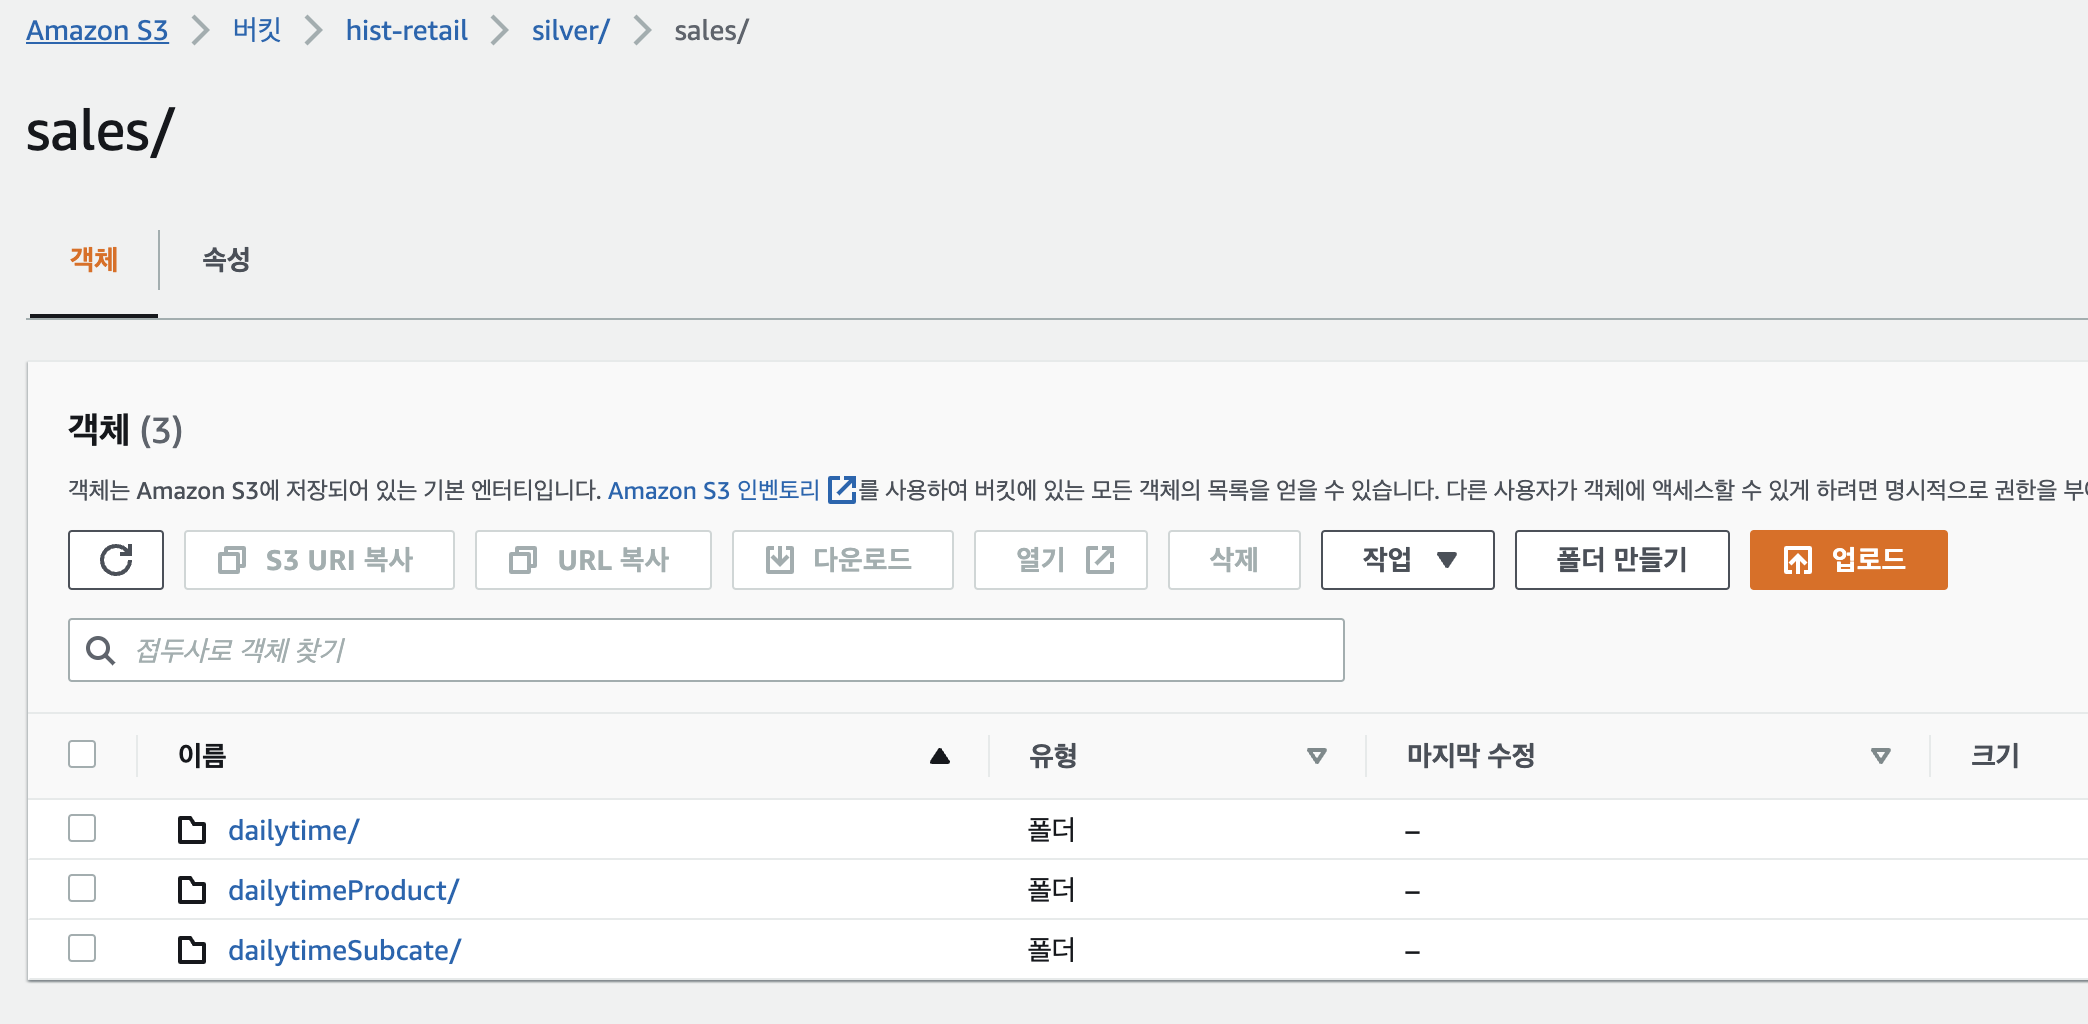 Amazon S3 버킷 hist-retail silver/ sales/
sales/
객체 속성
객체 (3)
객체는 Amazon S3에 저장되어 있는 기본 엔터티입니다. Amazon S3 인벤토리 를 사용하여 버킷에 있는 모든 객체의 목록을 얻을 수 있습니다. 다른 사용자가 객체에 액세스할 수 있게 하려면 명시적으로 권한을
S3 URI 복사 URL 복사 다운로드 열기 삭제 작업 폴더 만들기 업로드
접두사로 객체 찾기
이름 유형 마지막 수정 크기
dailytime/ 폴더 –
dailytimeProduct/ 폴더 –
dailytimeSubcate/ 폴더 –